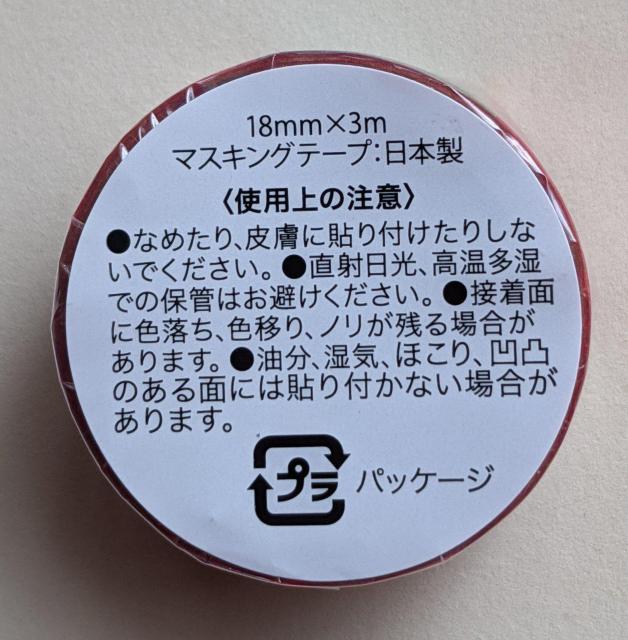 18mm×3m
マスキングテープ:日本製
〈使用上の注意〉
●なめたり、皮膚に貼り付けたりしな
いでください。●直射日光、高温多湿
での保管はお避けください。●接着面
に色落ち、色移り、ノリが残る場合が
あります。●油分、湿気、ほこり、凹凸
のある面には貼り付かない場合が
あります。
プラ パッケージ